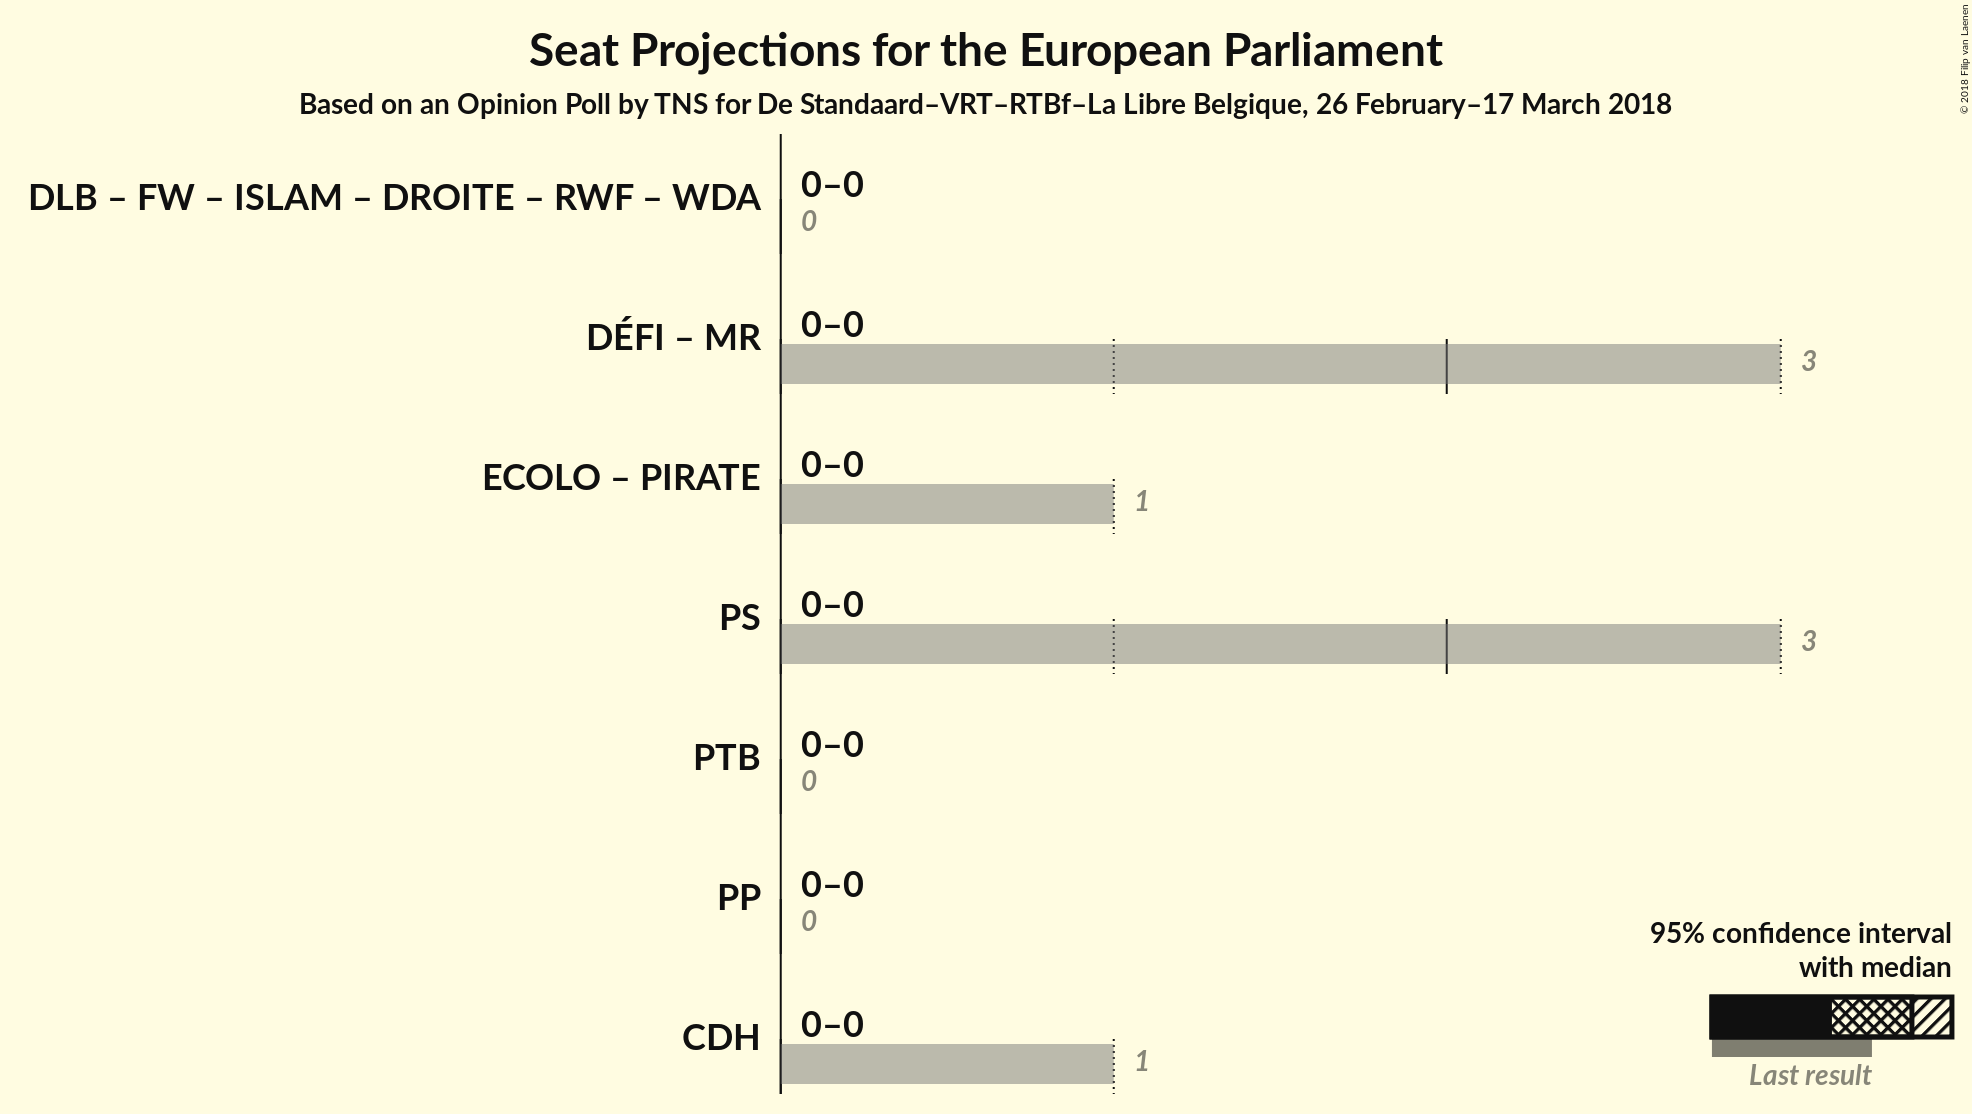 Seat Projections for the European Parliament
Based on an Opinion Poll by TNS for De Standaard–VRT–RTBf–La Libre Belgique, 26 February–17 March 2018
© 2018 Filip van Laenen
DLB – FW – ISLAM – DROITE – RWF – WDA
0–0
0
DÉFI – MR
0–0
3
ECOLO – PIRATE
0–0
1
PS
0–0
3
PTB
0–0
0
PP
0–0
0
CDH
0–0
1
95% confidence interval
with median
Last result